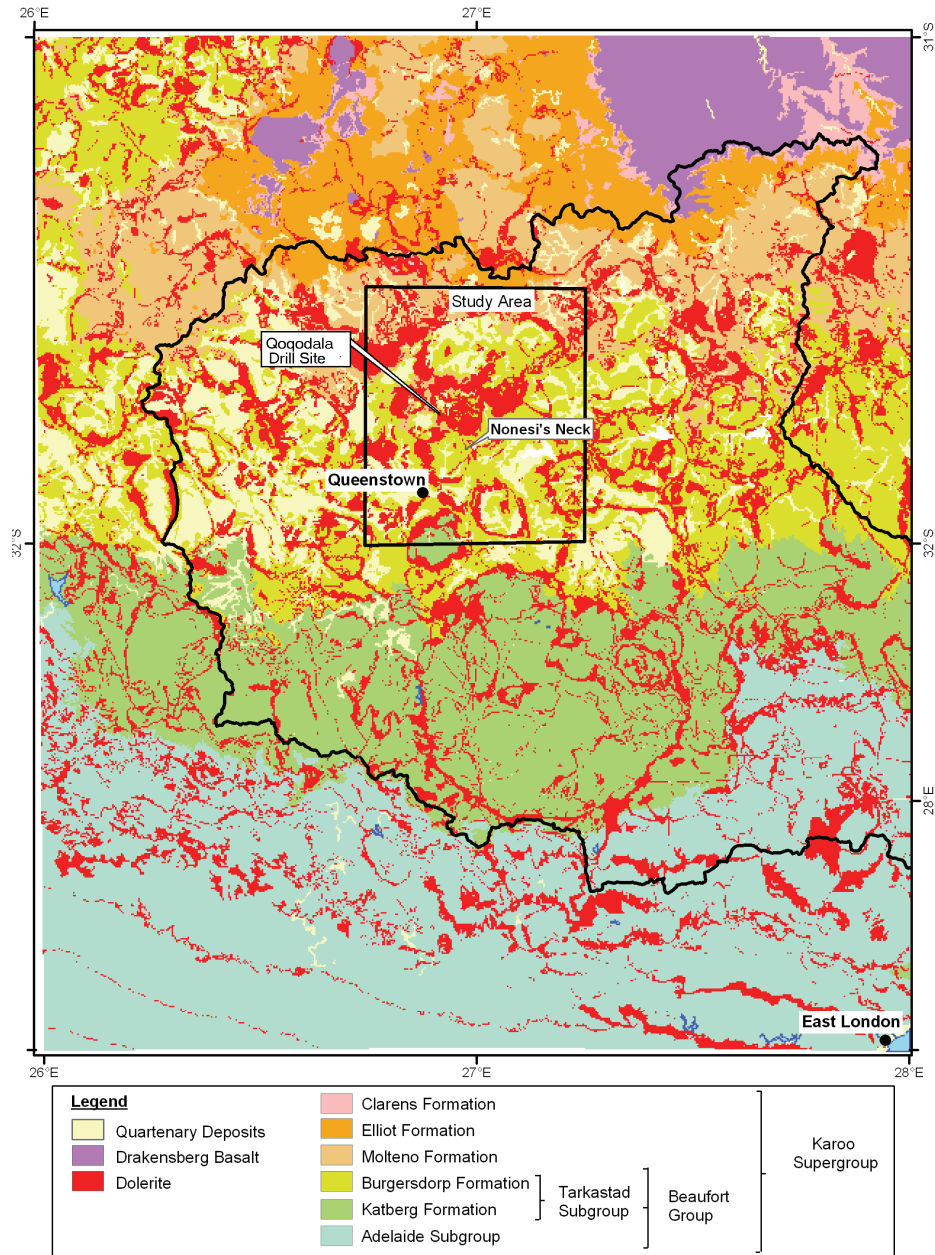 26°E
27°E
31°S
Study Area
Qoqodala
Drill Site
Nonesi's Neck
Queenstown
32°S
32°S
28°E
East London
26°E
27°E
28°E
Legend
Quartenary Deposits
Drakensberg Basalt
Dolerite
Clarens Formation
Elliot Formation
Molteno Formation
Burgersdorp Formation
Katberg Formation
Adelaide Subgroup
Tarkastad
Subgroup
Beaufort
Group
Karoo
Supergroup